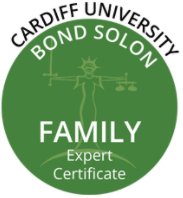 CARDIFF UNIVERSITY
BOND SOLON
FAMILY
Expert
Certificate